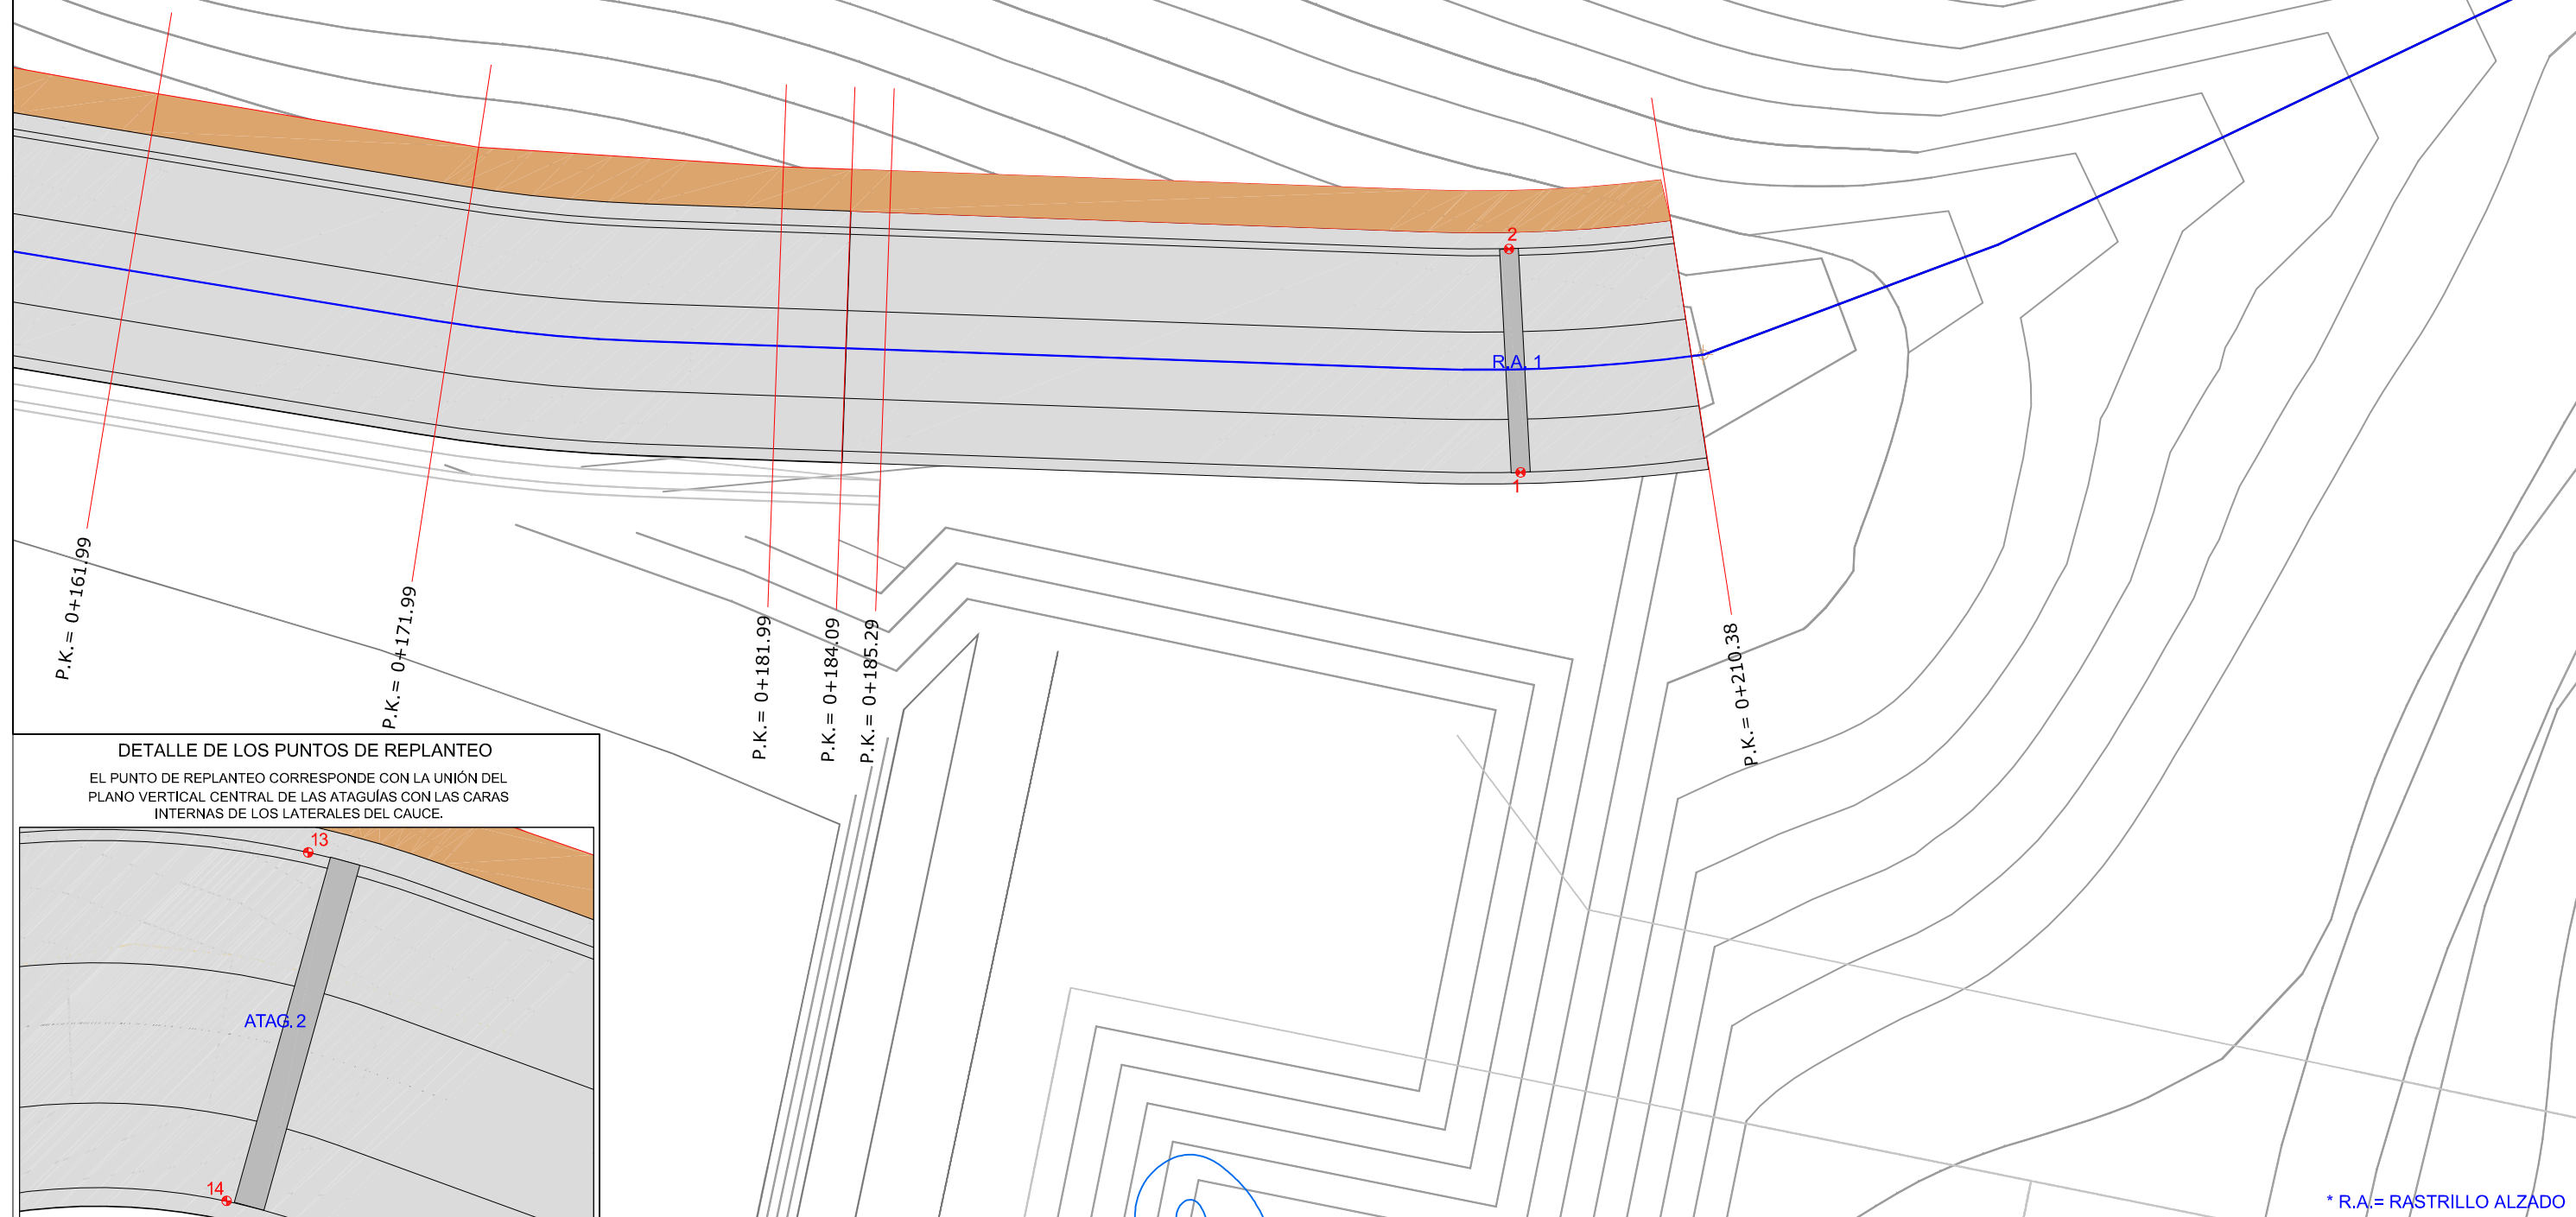 2
R.A. 1
1
P.K.= 0+161.99
P.K.= 0+171.99
P.K.= 0+181.99
P.K.= 0+184.09
P.K.= 0+185.29
P.K.= 0+210.38
DETALLE DE LOS PUNTOS DE REPLANTEO
EL PUNTO DE REPLANTEO CORRESPONDE CON LA UNIÓN DEL
PLANO VERTICAL CENTRAL DE LAS ATAGUÍAS CON LAS CARAS
INTERNAS DE LOS LATERALES DEL CAUCE.
13
ATAG. 2
14
* R.A.= RASTRILLO ALZADO